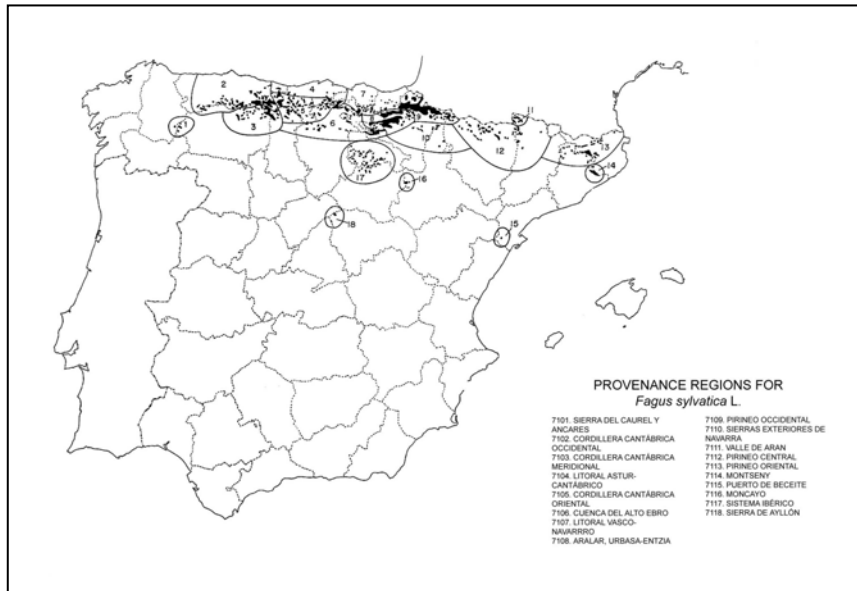 2
4
7
11
5
9
1
3
6
8
10
12
13
14
17
16
18
15
PROVENANCE REGIONS FOR
Fagus sylvatica L.
7101. SIERRA DEL CAUREL Y
ANCARES
7102. CORDILLERA CANTÁBRICA
OCCIDENTAL
7103. CORDILLERA CANTÁBRICA
MERIDIONAL
7104. LITORAL ASTUR-
CANTÁBRICO
7105. CORDILLERA CANTÁBRICA
ORIENTAL
7106. CUENCA DEL ALTO EBRO
7107. LITORAL VASCO-
NAVARRRO
7108. ARALAR, URBASA-ENTZIA
7109. PIRINEO OCCIDENTAL
7110. SIERRAS EXTERIORES DE
NAVARRA
7111. VALLE DE ARAN
7112. PIRINEO CENTRAL
7113. PIRINEO ORIENTAL
7114. MONTSENY
7115. PUERTO DE BECEITE
7116. MONCAYO
7117. SISTEMA IBÉRICO
7118. SIERRA DE AYLLÓN